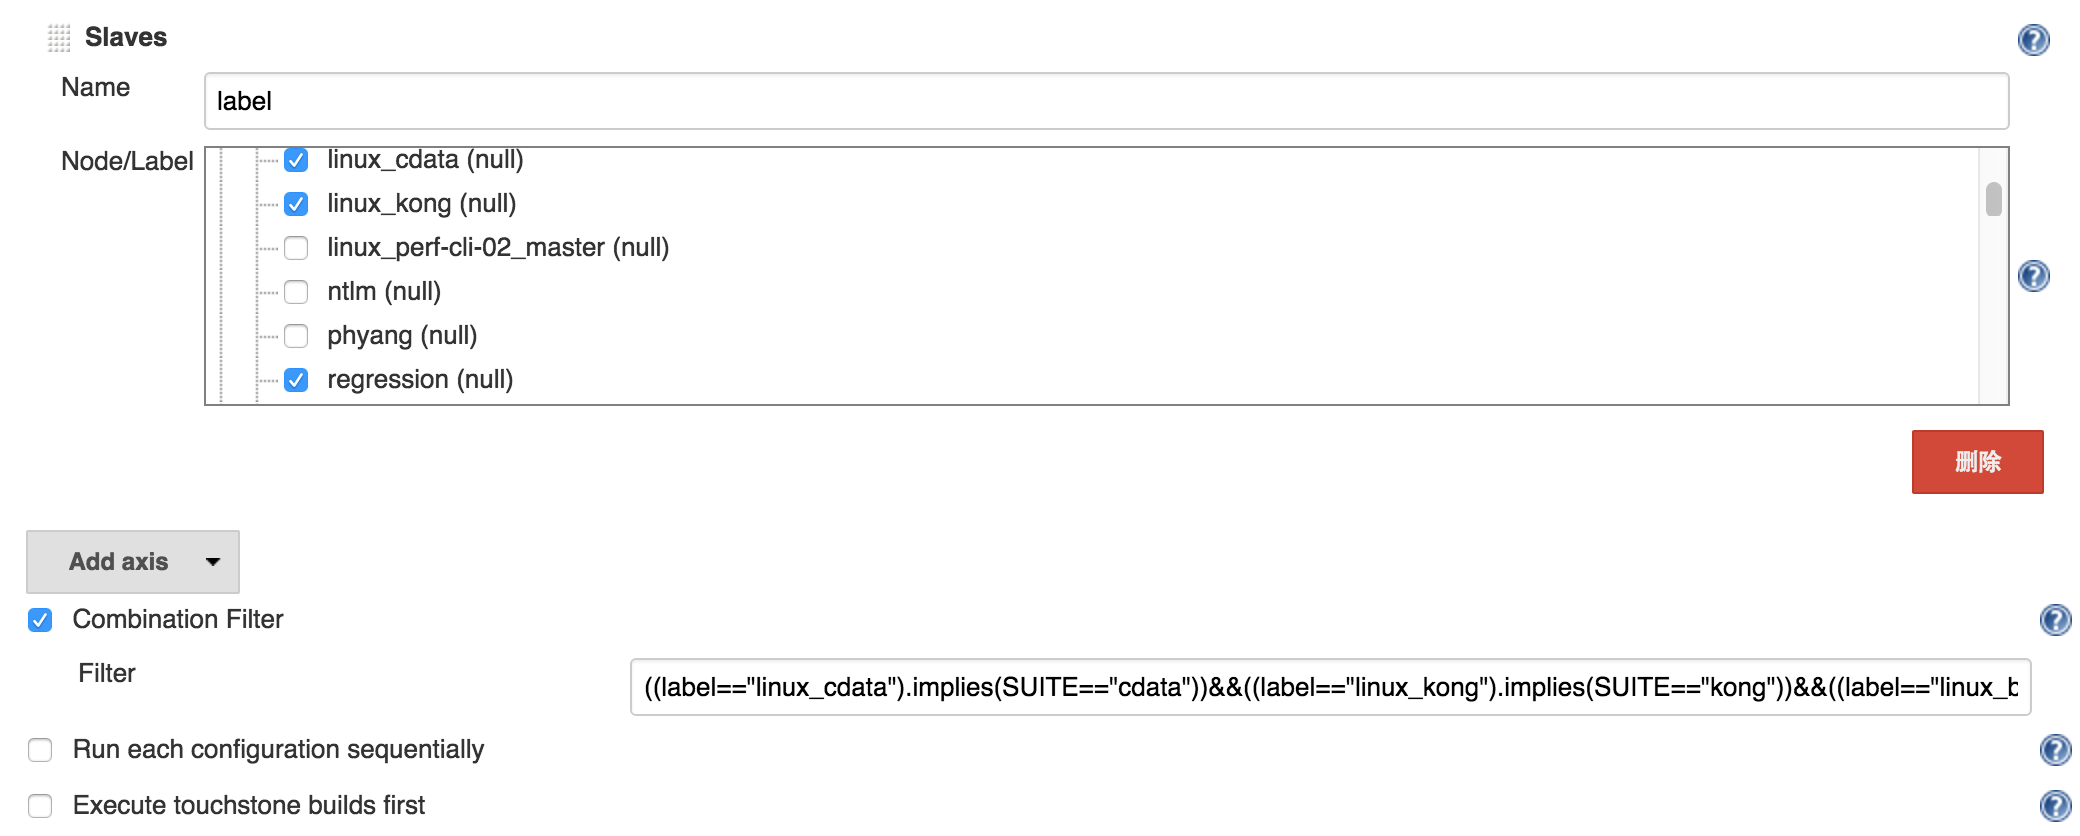 Slaves
Name
label
Node/Label
linux_cdata (null)
linux_kong (null)
linux_perf-cli-02_master (null)
ntlm (null)
phyang (null)
regression (null)
删除
Add axis
Combination Filter
Filter
((label=="linux_cdata").implies(SUITE=="cdata"))&&((label=="linux_kong").implies(SUITE=="kong"))&&((label=="linux_b
Run each configuration sequentially
Execute touchstone builds first